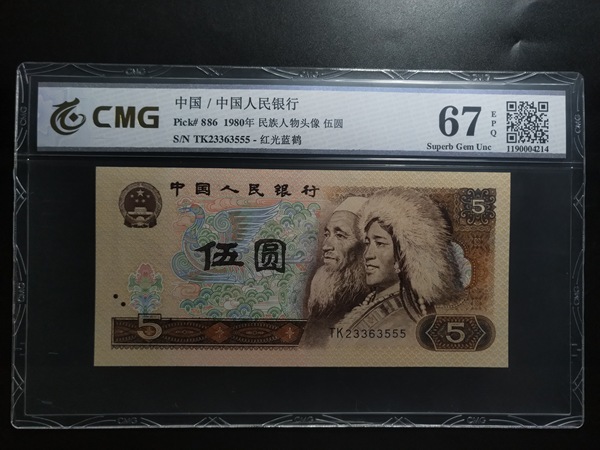 CMG
中国 / 中国人民银行
Pick# 886 1980年 民族人物头像 伍圆
S/N TK23363555 - 红光蓝鹤
67
EPQ
Superb Gem Unc
1190004214
中国人民银行
5
伍圆
TK23363555
5
5
CMG
CMG